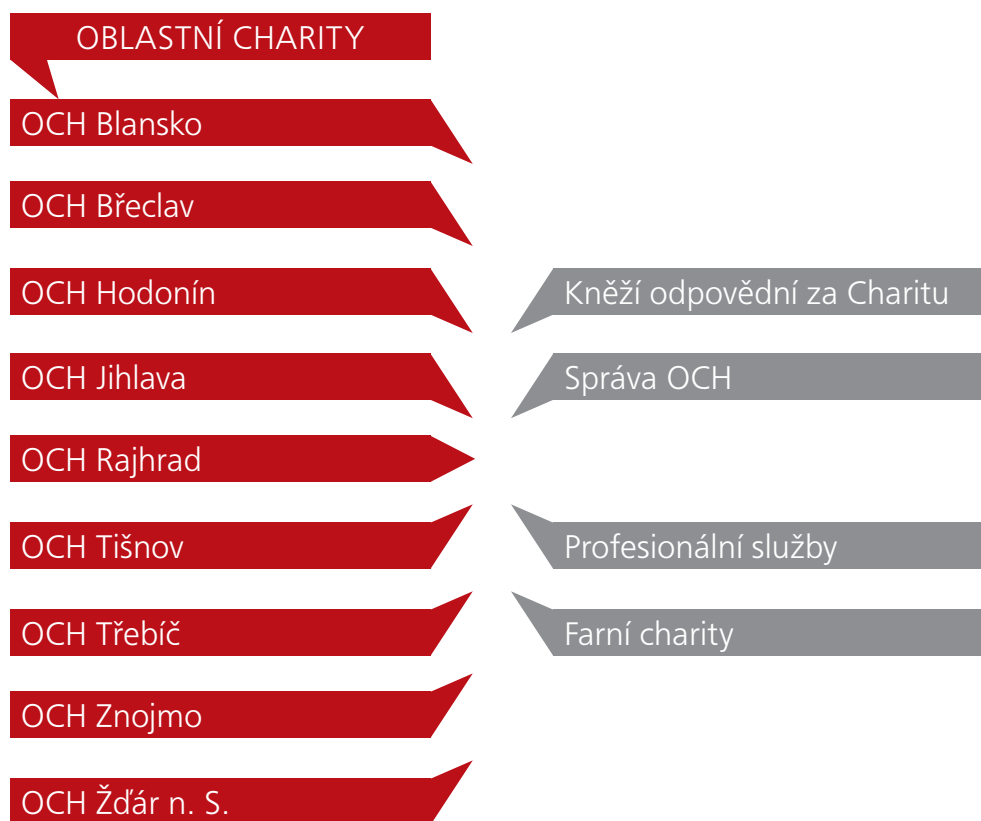 OBLASTNÍ CHARITY
OCH Blansko
OCH Břeclav
OCH Hodonín
OCH Jihlava
OCH Rajhrad
OCH Tišnov
OCH Třebíč
OCH Znojmo
OCH Žďár n. S.
Kněží odpovědní za Charitu
Správa OCH
Profesionální služby
Farní charity